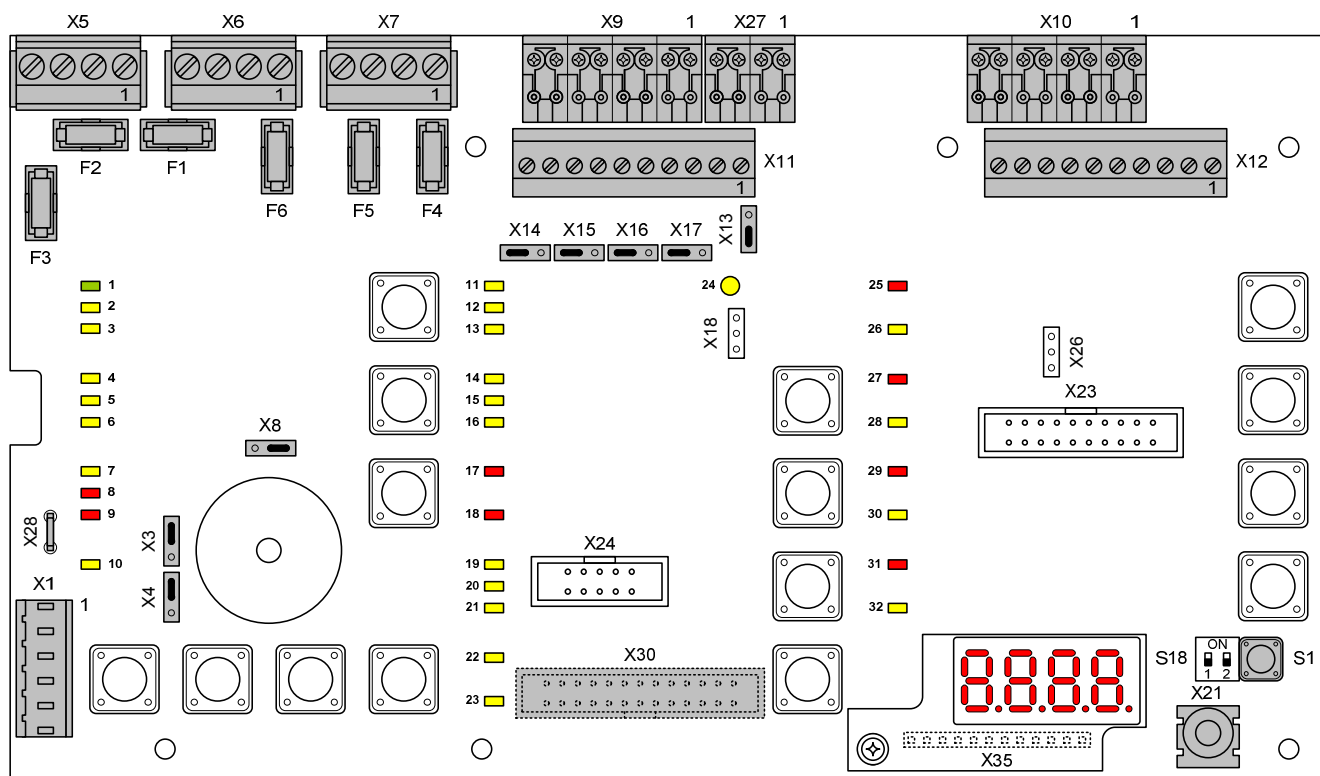 X5 X6 X7 X9 1 X27 1 X10 1
1 1 1
F2 F1 X11 X12
1 1
F6 F5 F4
F3 X14 X15 X16 X17 X13
1 11 24 25
2 12
3 13 X18 26 X26
4 14 27
5 15 X23
6 16 28
X8
7 17 29
8
9 18 30
X28 X3
X24
10 19 31
X1 X4 20
1 21 32
ON
22 X30 S18 1 2 S1
X21
23 8.8.8.8.
X35